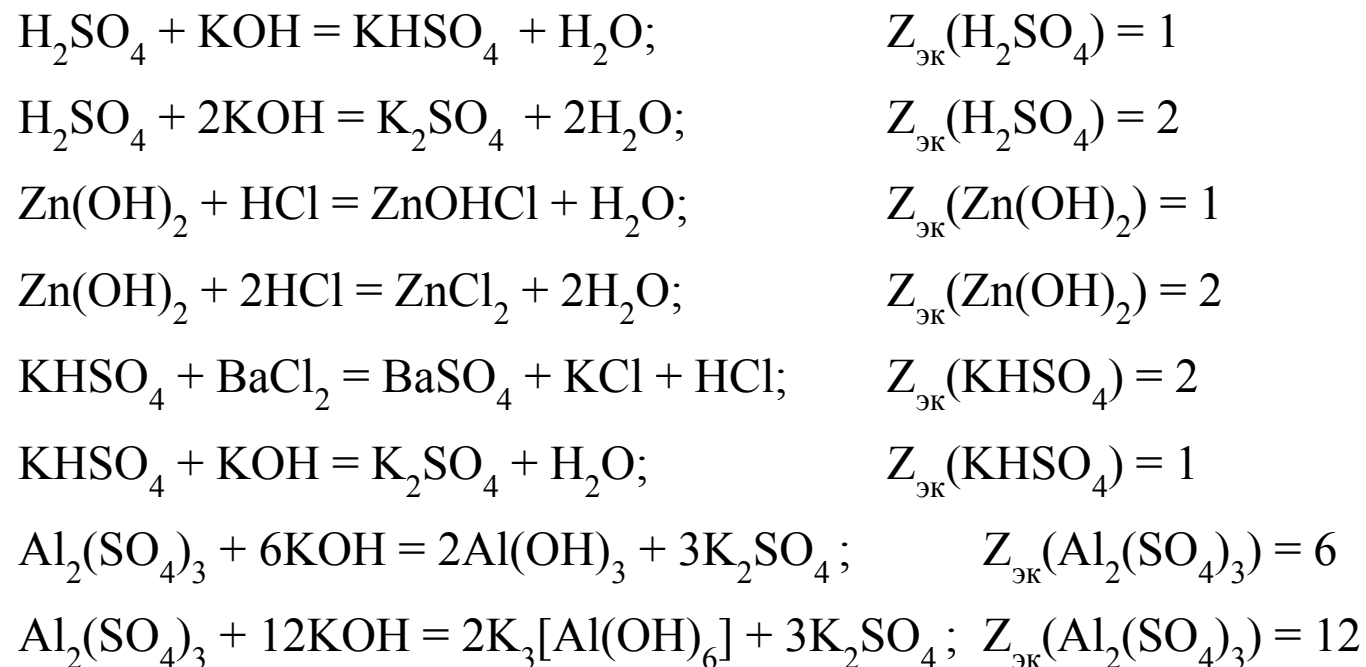 H₂SO₄ + KOH = KHSO₄ + H₂O; Zэк(H₂SO₄) = 1
H₂SO₄ + 2KOH = K₂SO₄ + 2H₂O; Zэк(H₂SO₄) = 2
Zn(OH)₂ + HCl = ZnOHCl + H₂O; Zэк(Zn(OH)₂) = 1
Zn(OH)₂ + 2HCl = ZnCl₂ + 2H₂O; Zэк(Zn(OH)₂) = 2
KHSO₄ + BaCl₂ = BaSO₄ + KCl + HCl; Zэк(KHSO₄) = 2
KHSO₄ + KOH = K₂SO₄ + H₂O; Zэк(KHSO₄) = 1
Al₂(SO₄)₃ + 6KOH = 2Al(OH)₃ + 3K₂SO₄ ; Zэк(Al₂(SO₄)₃) = 6
Al₂(SO₄)₃ + 12KOH = 2K₃[Al(OH)₆] + 3K₂SO₄ ; Zэк(Al₂(SO₄)₃) = 12